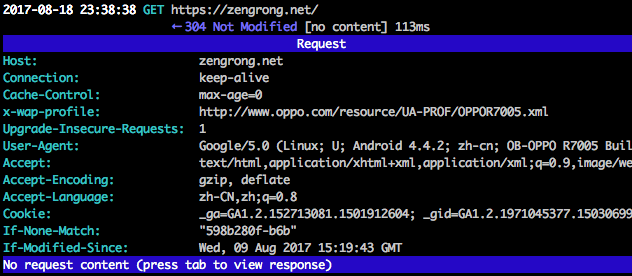 2017-08-18 23:38:38 GET https://zengrong.net/
← 304 Not Modified [no content] 113ms
Request
Host: zengrong.net
Connection: keep-alive
Cache-Control: max-age=0
x-wap-profile: http://www.oppo.com/resource/UA-PROF/OPPOR7005.xml
Upgrade-Insecure-Requests: 1
User-Agent: Google/5.0 (Linux; U; Android 4.4.2; zh-cn; OB-OPPO R7005 Buil
Accept: text/html,application/xhtml+xml,application/xml;q=0.9,image/we
Accept-Encoding: gzip, deflate
Accept-Language: zh-CN,zh;q=0.8
Cookie: _ga=GA1.2.152713081.1501912604; _gid=GA1.2.1971045377.15030699
If-None-Match: "598b280f-b6b"
If-Modified-Since: Wed, 09 Aug 2017 15:19:43 GMT
No request content (press tab to view response)